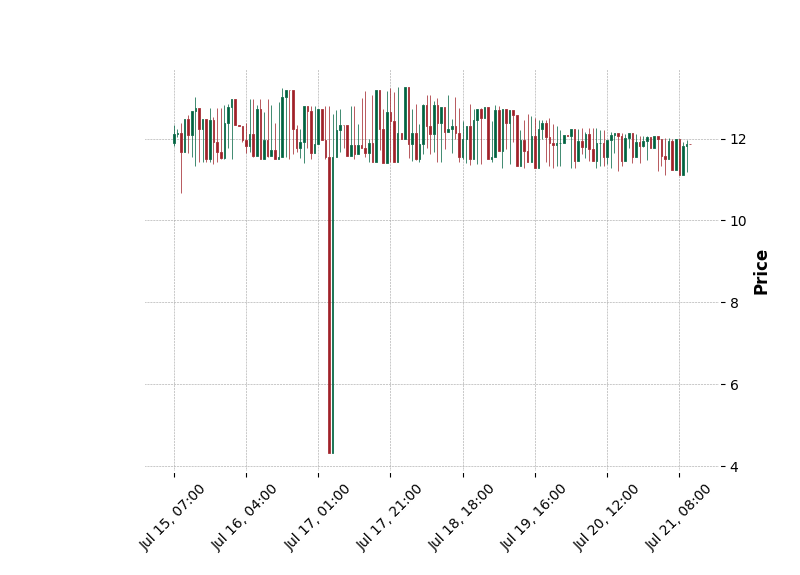 12
10
8
6
4
Price
Jul 15, 07:00
Jul 16, 04:00
Jul 17, 01:00
Jul 17, 21:00
Jul 18, 18:00
Jul 19, 16:00
Jul 20, 12:00
Jul 21, 08:00